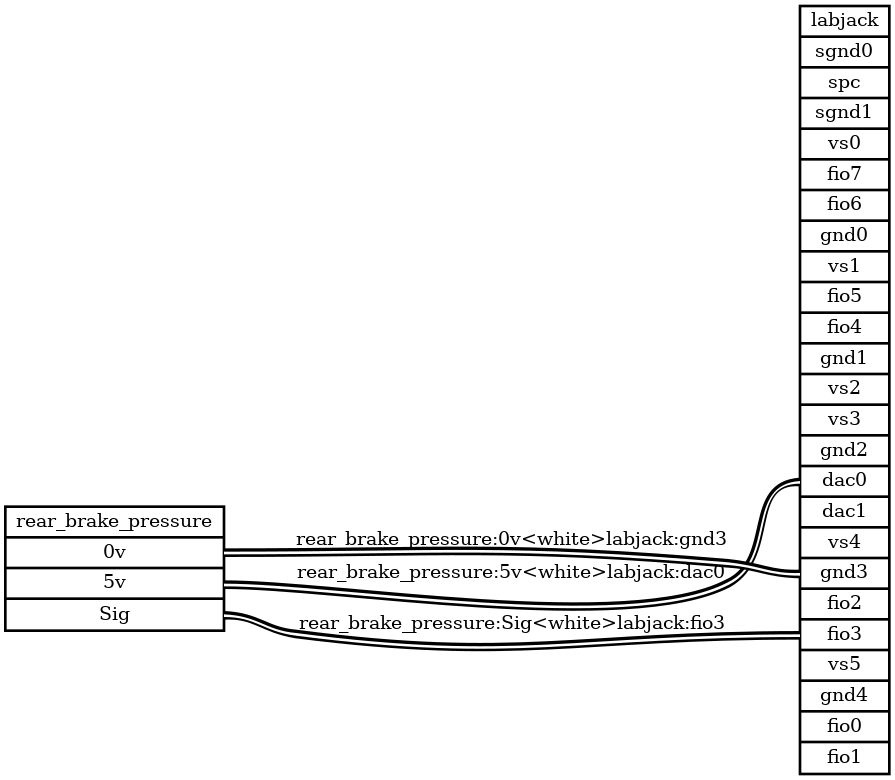 labjack
sgnd0
spc
sgnd1
vs0
fio7
fio6
gnd0
vs1
fio5
fio4
gnd1
vs2
vs3
gnd2
dac0
dac1
vs4
gnd3
fio2
fio3
vs5
gnd4
fio0
fio1
rear_brake_pressure
0v
5v
Sig
rear_brake_pressure:0v<white>labjack:gnd3
rear_brake_pressure:5v<white>labjack:dac0
rear_brake_pressure:Sig<white>labjack:fio3